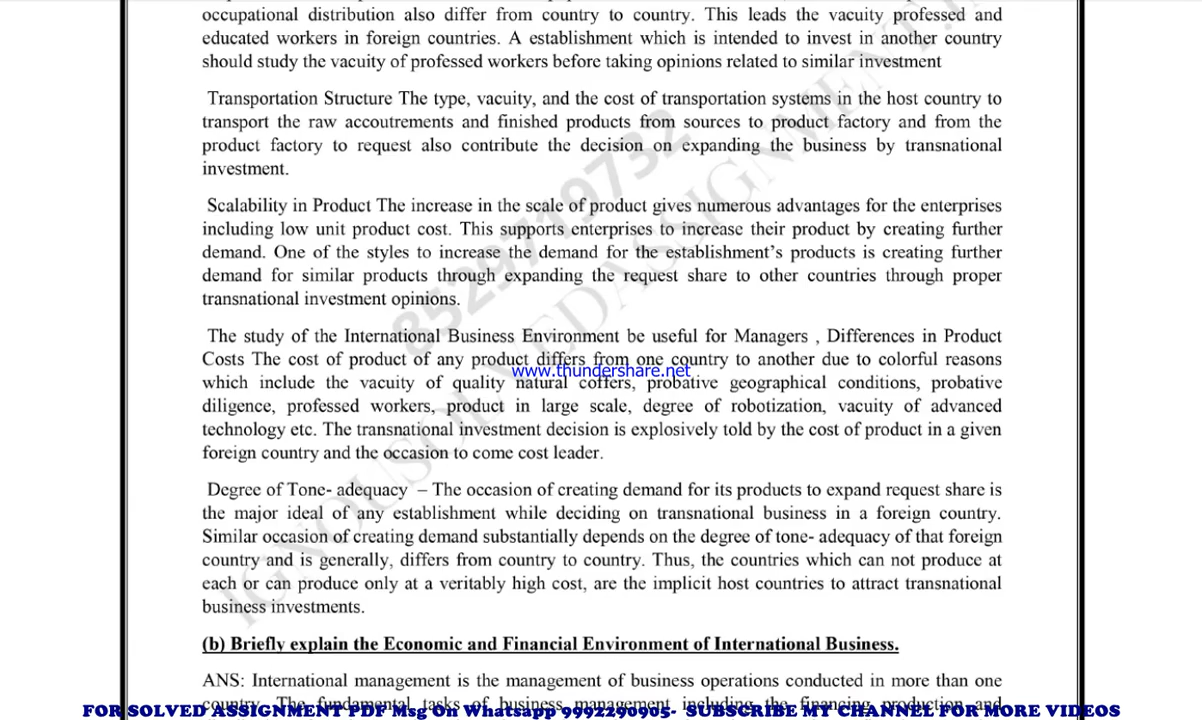 occupational distribution also differ from country to country. This leads the vacuity professed and
educated workers in foreign countries. A establishment which is intended to invest in another country
should study the vacuity of professed workers before taking opinions related to similar investment
Transportation Structure The type, vacuity, and the cost of transportation systems in the host country to
transport the raw accoutrements and finished products from sources to product factory and from the
product factory to request also contribute the decision on expanding the business by transnational
investment.
Scalability in Product The increase in the scale of product gives numerous advantages for the enterprises
including low unit product cost. This supports enterprises to increase their product by creating further
demand. One of the styles to increase the demand for the establishment's products is creating further
demand for similar products through expanding the request share to other countries through proper
transnational investment opinions.
The study of the International Business Environment be useful for Managers , Differences in Product
Costs The cost of product of any product differs from one country to another due to colorful reasons
www.thundershare.net
which include the vacuity of quality natural coffers, probative geographical conditions, probative
diligence, professed workers, product in large scale, degree of robotization, vacuity of advanced
technology etc. The transnational investment decision is explosively told by the cost of product in a given
foreign country and the occasion to come cost leader.
Degree of Tone- adequacy – The occasion of creating demand for its products to expand request share is
the major ideal of any establishment while deciding on transnational business in a foreign country.
Similar occasion of creating demand substantially depends on the degree of tone- adequacy of that foreign
country and is generally, differs from country to country. Thus, the countries which can not produce at
each or can produce only at a veritably high cost, are the implicit host countries to attract transnational
business investments.
(b) Briefly explain the Economic and Financial Environment of International Business.
ANS: International management is the management of business operations conducted in more than one
country. The fundamental tasks of business management, including the financing, production, and
FOR SOLVED ASSIGNMENT PDF Msg On Whatsapp 9992290905- SUBSCRIBE MY CHANNEL FOR MORE VIDEOS
8529719732
IGNOUSOLVEDASSIGNMENT.